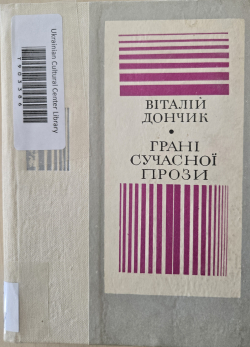 Ukrainian Cultural Center Library
ВІТАЛІЙ
ДОНЧИК
•
ГРАНІ
СУЧАСНОЇ
ПРОЗИ